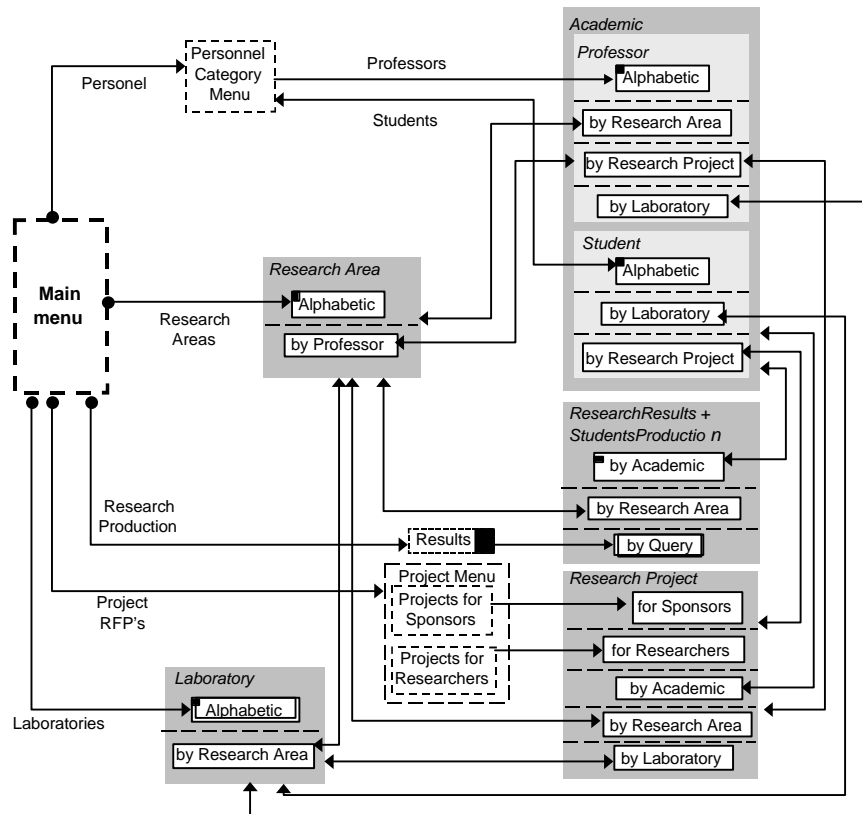 Academic
Professor
Personnel
Category
Menu
Professors
Alphabetic
Personel
Students
by Research Area
by Research Project
by Laboratory
Student
Research Area
Alphabetic
Main
menu
Alphabetic
Research
Areas
by Laboratory
by Professor
by Research Project
ResearchResults +
StudentsProductio n
by Academic
Research
Production
by Research Area
Results
by Query
Project Menu
Research Project
Projects for
Sponsors
for Sponsors
Project
RFP's
for Researchers
Projects for
Researchers
Laboratory
by Academic
Alphabetic
Laboratories
by Research Area
by Research Area
by Laboratory